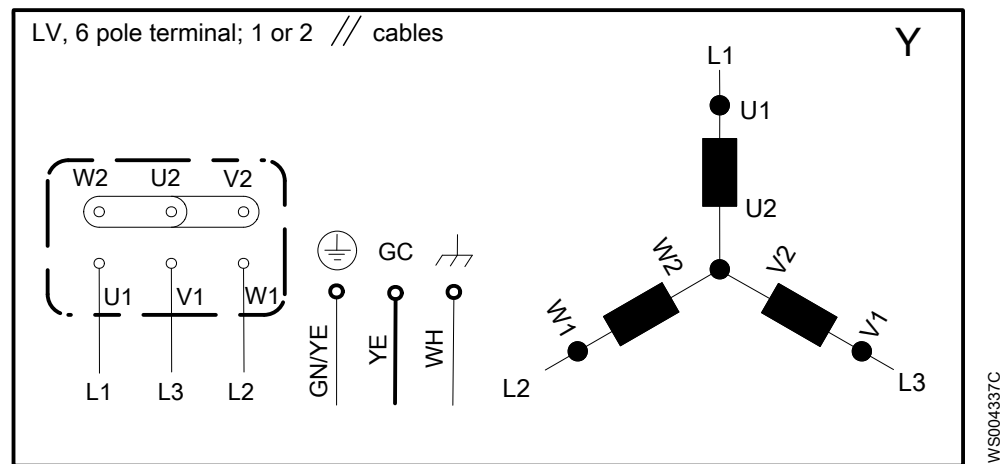 LV, 6 pole terminal; 1 or 2 // cables
Y
W2 U2 V2
U1 V1 W1
L1 L3 L2
GC
GN/YE
YE
WH
L1
U1
U2
W2
V2
W1
V1
L2
L3
WS004337C